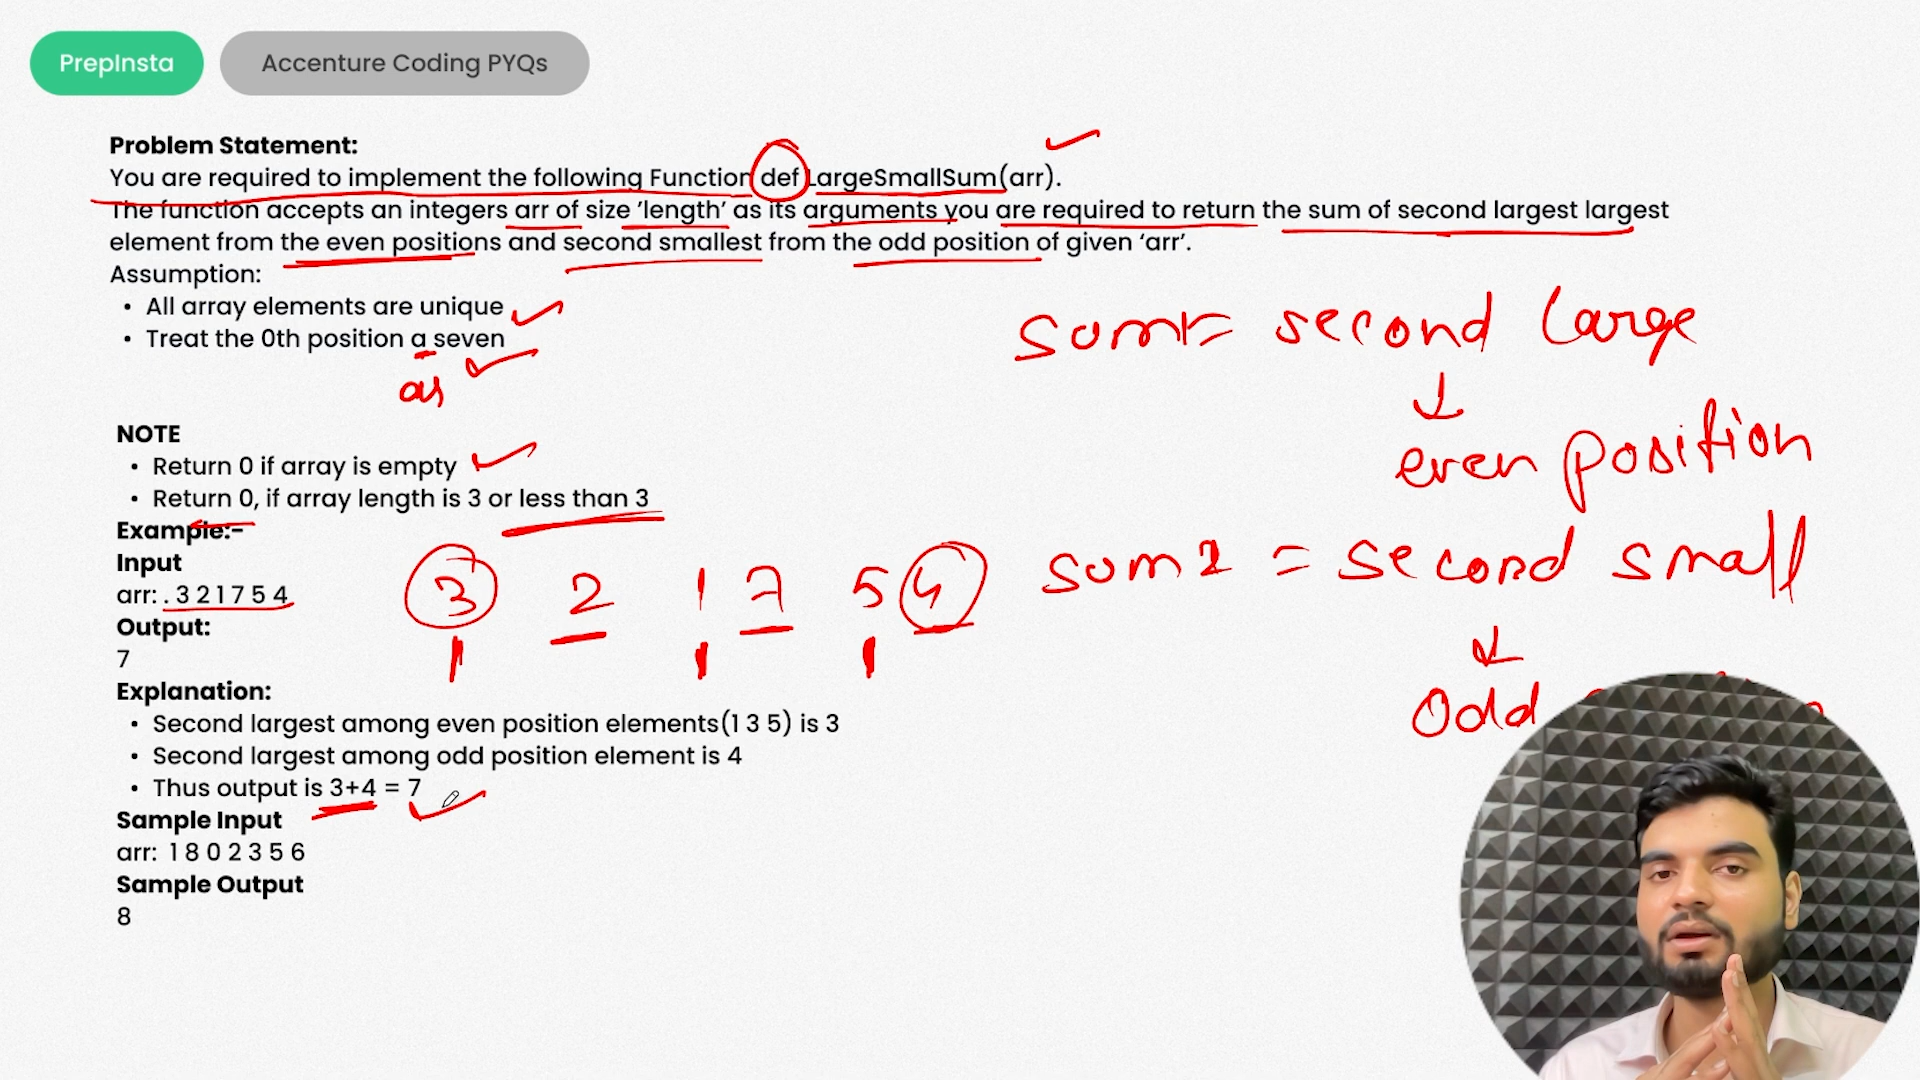 PrepInsta
Accenture Coding PYQs
Problem Statement:
You are required to implement the following Function def LargeSmallSum(arr).
The function accepts an integers arr of size ’length’ as its arguments you are required to return the sum of second largest largest
element from the even positions and second smallest from the odd position of given ‘arr’.
Assumption:
• All array elements are unique
• Treat the 0th position a seven
as
sum1= second large
even position
NOTE
• Return 0 if array is empty
• Return 0, if array length is 3 or less than 3
Example:-
Input
arr: . 3 2 1 7 5 4
3 2 1 7 5 4
sum2 = second small
Odd
Output:
7
Explanation:
• Second largest among even position elements(1 3 5) is 3
• Second largest among odd position element is 4
• Thus output is 3+4 = 7
Sample Input
arr: 1 8 0 2 3 5 6
Sample Output
8